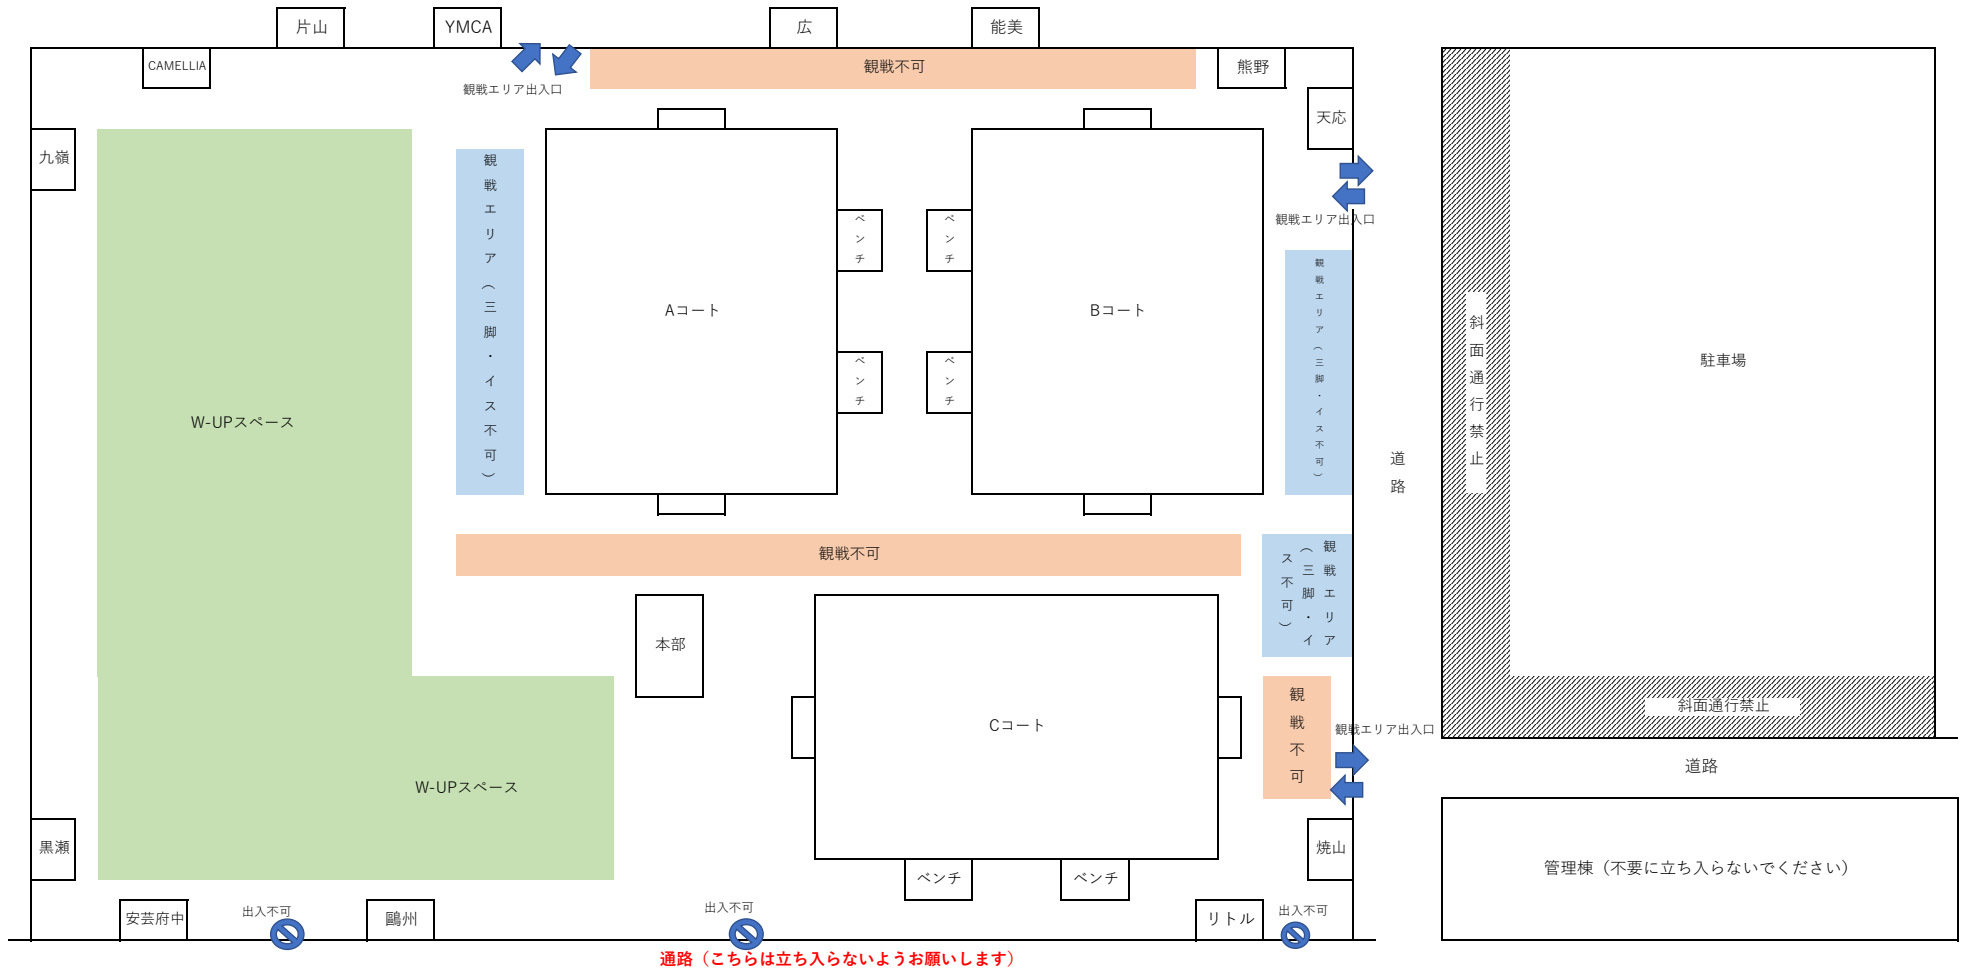 片山
YMCA
広
能美
CAMELLIA
観戦エリア出入口
観戦不可
熊野
天応
九嶺
観戦エリア（三脚・イス不可）
Aコート
ベンチ
ベンチ
ベンチ
ベンチ
Bコート
観戦エリア出入口
観戦エリア（三脚・イス不可）
道路
斜面通行禁止
駐車場
W-UPスペース
観戦不可
観戦エリア
（三脚・イ
ス不可）
本部
Cコート
観戦不可
観戦エリア出入口
斜面通行禁止
道路
W-UPスペース
黒瀬
焼山
管理棟（不要に立ち入らないでください）
ベンチ
ベンチ
安芸府中
出入不可
鷗州
出入不可
リトル
出入不可
通路（こちらは立ち入らないようお願いします）